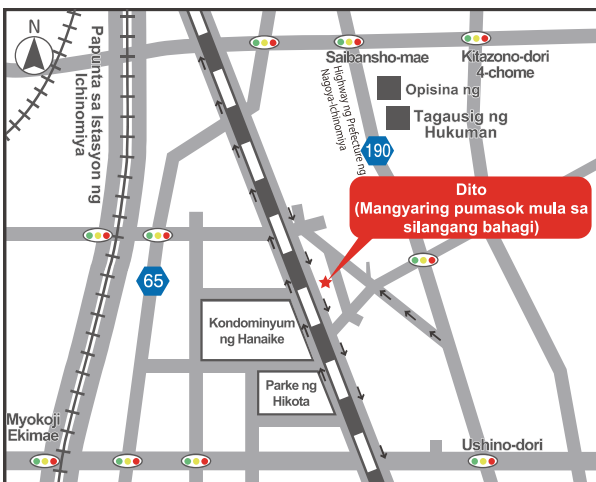 N
Papunta sa Istasyon ng
Ichinomiya
Saibansho-mae
Kitazono-dori
4-chome
Highway ng Prefecture ng
Nagoya-Ichinomiya
Opisina ng
Tagausig ng
Hukuman
190
Dito
(Mangyaring pumasok mula sa
silangang bahagi)
65
Kondominyum
ng Hanaike
Parke ng
Hikota
Myokoji
Ekimae
Ushino-dori